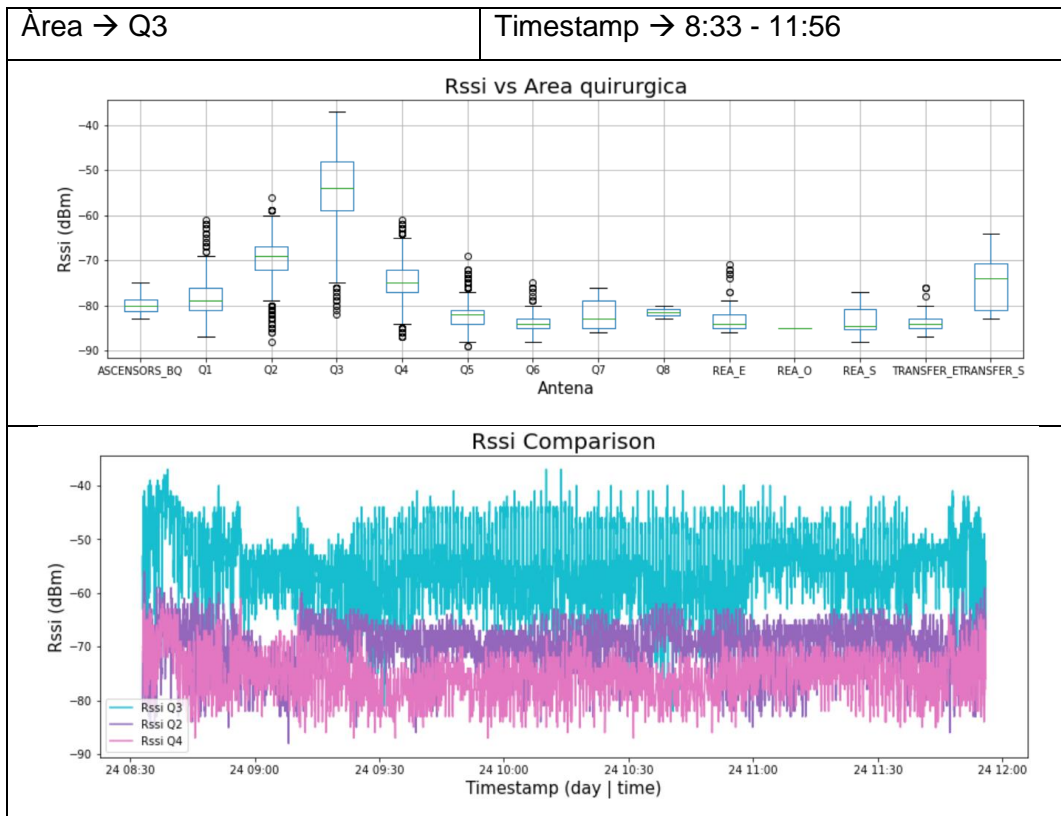 Àrea → Q3
Timestamp → 8:33 - 11:56
Rssi vs Area quirurgica
Rssi (dBm)
−40
−50
−60
−70
−80
−90
ASCENSORS_BQ Q1 Q2 Q3 Q4 Q5 Q6 Q7 Q8 REA_E REA_O REA_S TRANSFER_E TRANSFER_S
Antena
Rssi Comparison
Rssi (dBm)
−40
−50
−60
−70
−80
−90
Rssi Q3
Rssi Q2
Rssi Q4
24 08:30 24 09:00 24 09:30 24 10:00 24 10:30 24 11:00 24 11:30 24 12:00
Timestamp (day | time)